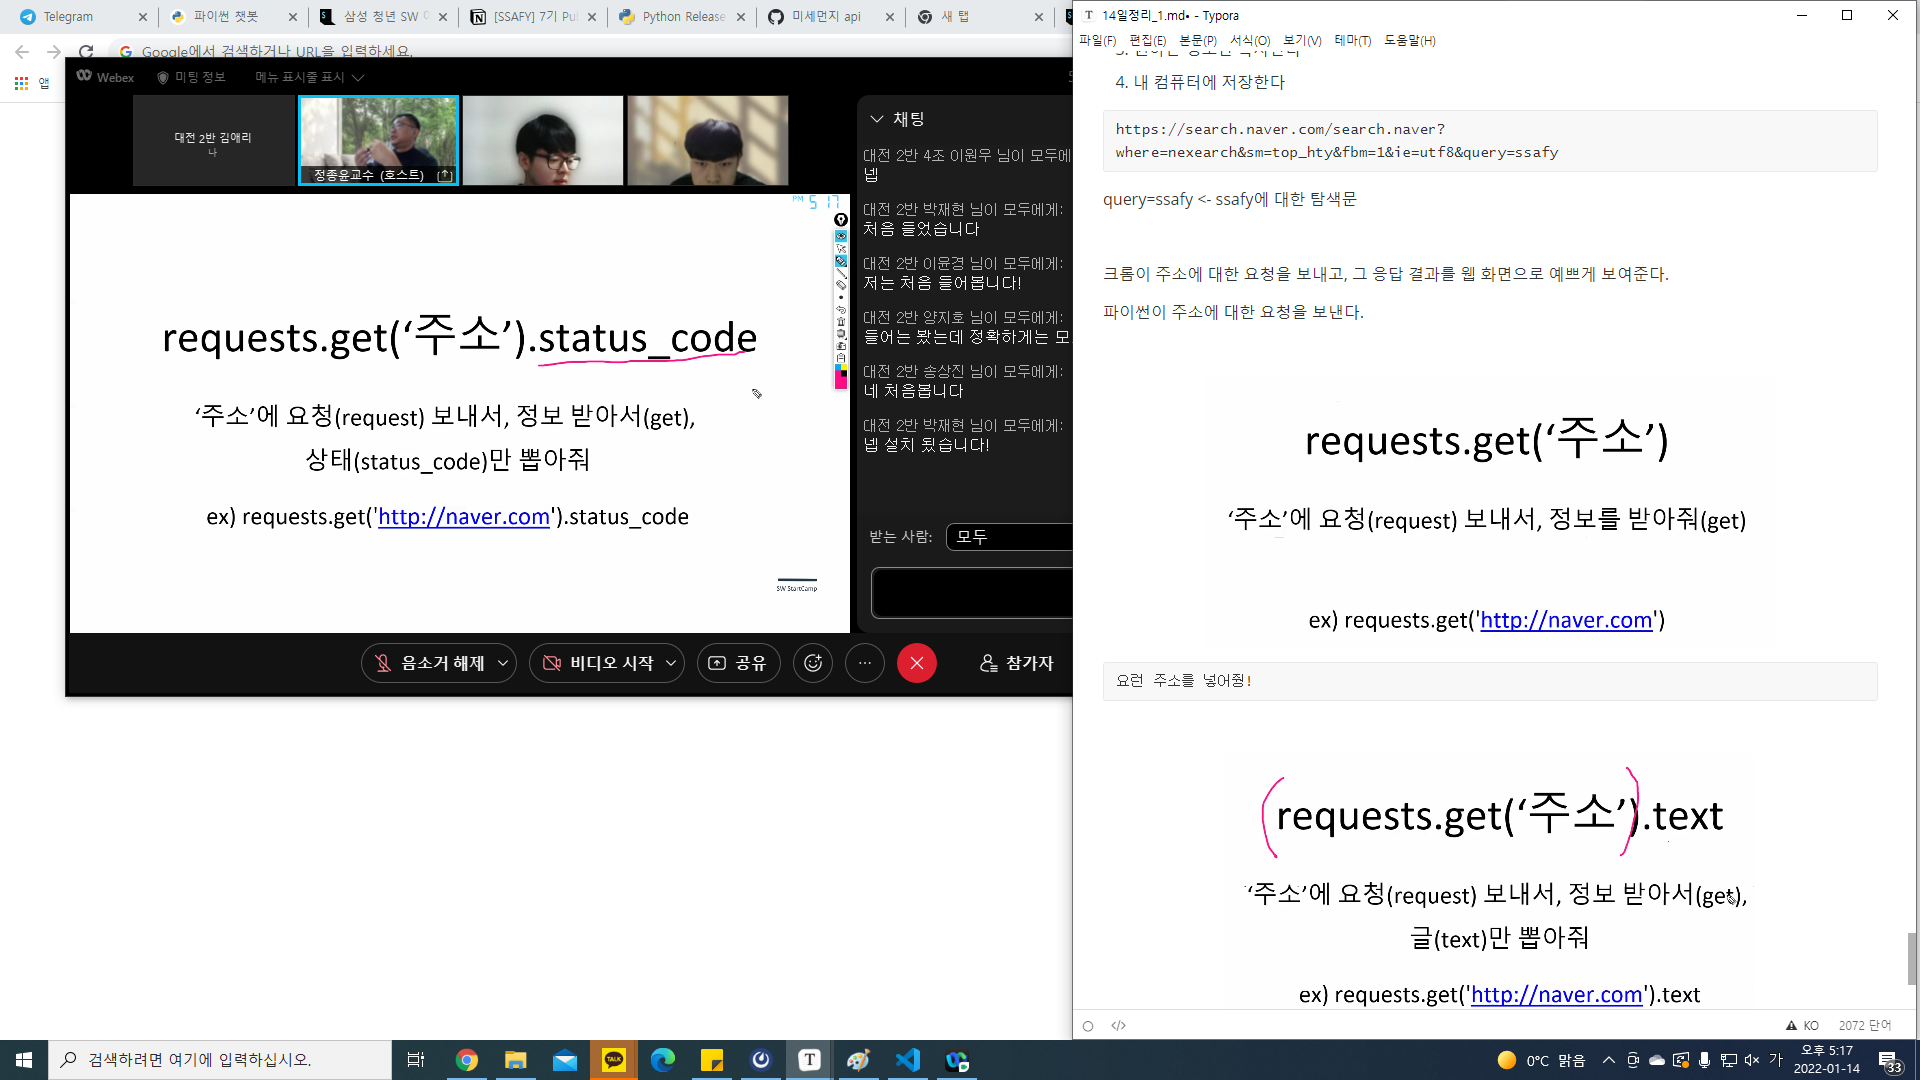 Telegram
파이썬 챗봇
삼성 청년 SW 아
[SSAFY] 7기 Pu
Python Release
미세먼지 api
새 탭
Google에서 검색하거나 URL을 입력하세요.
앱
Webex
미팅 정보
메뉴 표시줄 표시
대전 2반 김애리
나
정종윤교수 (호스트)
PM 5 17
requests.get(‘주소’).status_code
‘주소’에 요청(request) 보내서, 정보 받아서(get),
상태(status_code)만 뽑아줘
ex) requests.get('http://naver.com').status_code
SW StartCamp
채팅
대전 2반 4조 이원우 님이 모두에
넵
대전 2반 박재현 님이 모두에게:
처음 들었습니다
대전 2반 이윤경 님이 모두에게:
저는 처음 들어봅니다!
대전 2반 양지호 님이 모두에게:
들어는 봤는데 정확하게는 모
대전 2반 송상진 님이 모두에게:
네 처음봅니다
대전 2반 박재현 님이 모두에게:
넵 설치 됬습니다!
받는 사람:
모두
음소거 해제
비디오 시작
공유
참가자
T 14일정리_1.md• - Typora
파일(F) 편집(E) 본문(P) 서식(O) 보기(V) 테마(T) 도움말(H)
4. 내 컴퓨터에 저장한다
https://search.naver.com/search.naver?
where=nexearch&sm=top_hty&fbm=1&ie=utf8&query=ssafy
query=ssafy <- ssafy에 대한 탐색문
크롬이 주소에 대한 요청을 보내고, 그 응답 결과를 웹 화면으로 예쁘게 보여준다.
파이썬이 주소에 대한 요청을 보낸다.
requests.get(‘주소’)
‘주소’에 요청(request) 보내서, 정보를 받아줘(get)
ex) requests.get('http://naver.com')
요런 주소를 넣어줭!
requests.get(‘주소’).text
‘주소’에 요청(request) 보내서, 정보 받아서(get),
글(text)만 뽑아줘
ex) requests.get('http://naver.com').text
KO
2072 단어
검색하려면 여기에 입력하십시오.
TALK
T
0°C 맑음
가
오후 5:17
2022-01-14
33